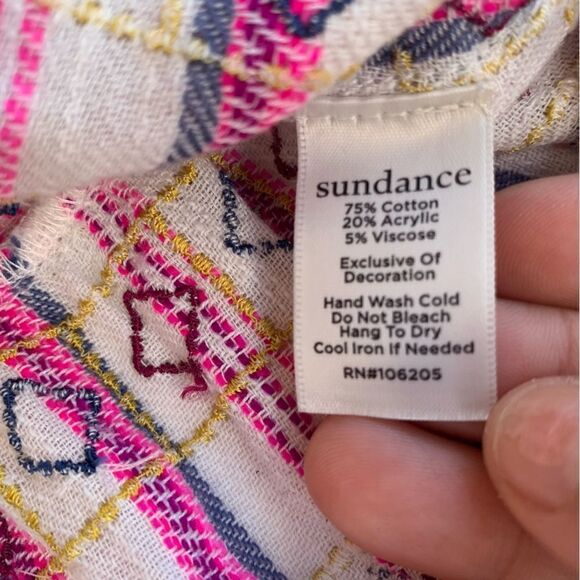 sundance
75% Cotton
20% Acrylic
5% Viscose
Exclusive Of
Decoration
Hand Wash Cold
Do Not Bleach
Hang To Dry
Cool Iron If Needed
RN#106205